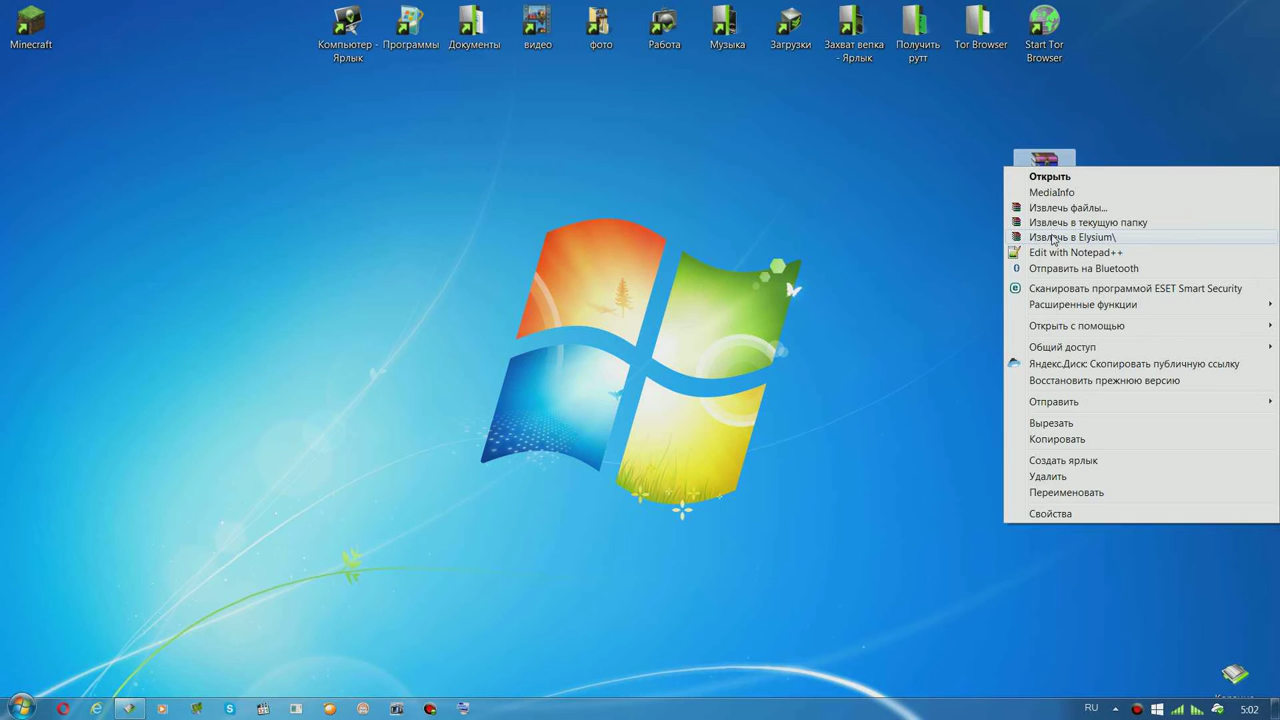 Minecraft
Компьютер -
Ярлык
Программы
Документы
видео
фото
Работа
Музыка
Загрузки
Захват вепка
- Ярлык
Получить
рутт
Tor Browser
Start Tor
Browser
Открыть
MediaInfo
Извлечь файлы...
Извлечь в текущую папку
Извлечь в Elysium\
Edit with Notepad++
Отправить на Bluetooth
Сканировать программой ESET Smart Security
Расширенные функции
Открыть с помощью
Общий доступ
Яндекс.Диск: Скопировать публичную ссылку
Восстановить прежнюю версию
Отправить
Вырезать
Копировать
Создать ярлык
Удалить
Переименовать
Свойства
RU
5:02